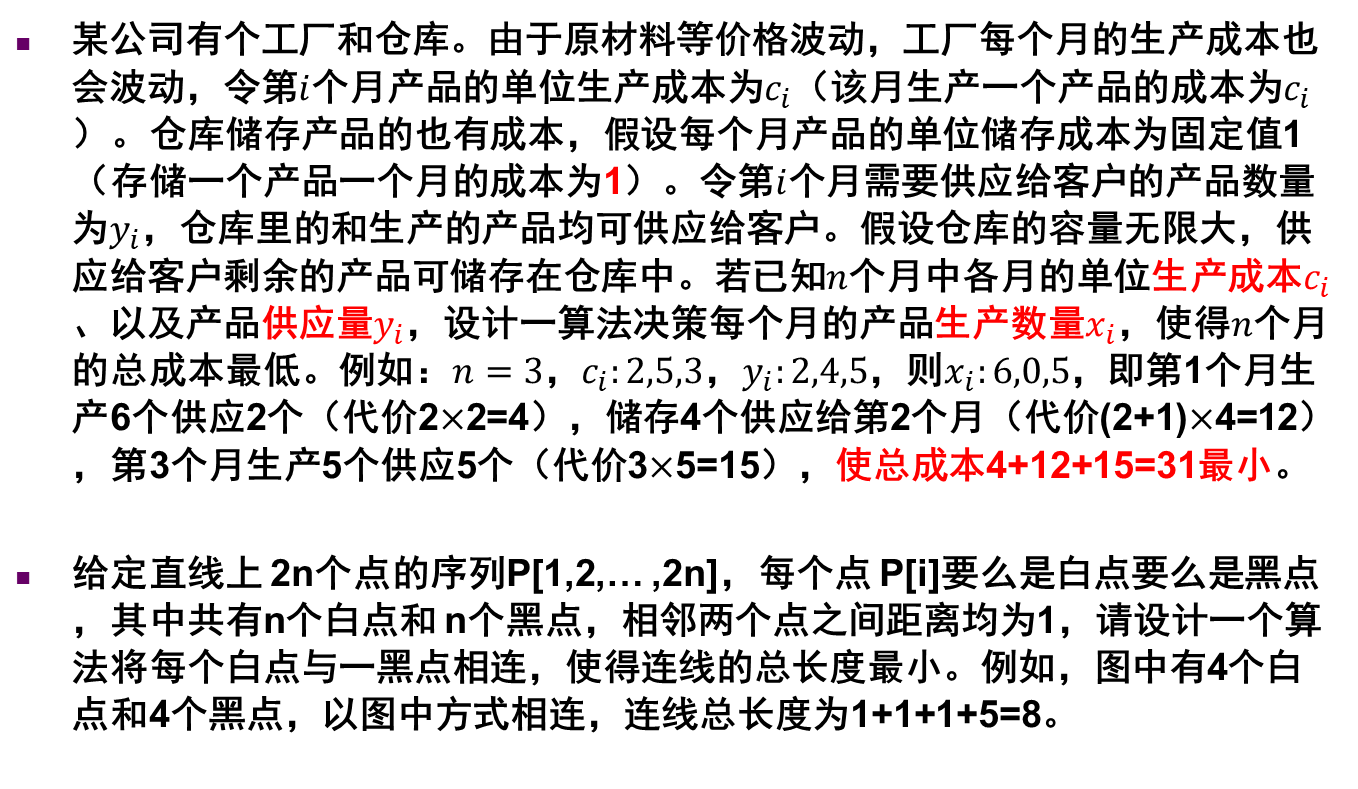 某公司有个工厂和仓库。由于原材料等价格波动，工厂每个月的生产成本也
会波动，令第i个月产品的单位生产成本为cᵢ（该月生产一个产品的成本为cᵢ
）。仓库储存产品的也有成本，假设每个月产品的单位储存成本为固定值1
（存储一个产品一个月的成本为1）。令第i个月需要供应给客户的产品数量
为yᵢ，仓库里的和生产的产品均可供应给客户。假设仓库的容量无限大，供
应给客户剩余的产品可储存在仓库中。若已知n个月中各月的单位生产成本cᵢ
、以及产品供应量yᵢ，设计一算法决策每个月的产品生产数量xᵢ，使得n个月
的总成本最低。例如：n = 3，cᵢ: 2,5,3，yᵢ: 2,4,5，则xᵢ: 6,0,5，即第1个月生
产6个供应2个（代价2×2=4），储存4个供应给第2个月（代价(2+1)×4=12）
，第3个月生产5个供应5个（代价3×5=15），使总成本4+12+15=31最小。
给定直线上 2n个点的序列P[1,2,… ,2n]，每个点 P[i]要么是白点要么是黑点
，其中共有n个白点和 n个黑点，相邻两个点之间距离均为1，请设计一个算
法将每个白点与一黑点相连，使得连线的总长度最小。例如，图中有4个白
点和4个黑点，以图中方式相连，连线总长度为1+1+1+5=8。